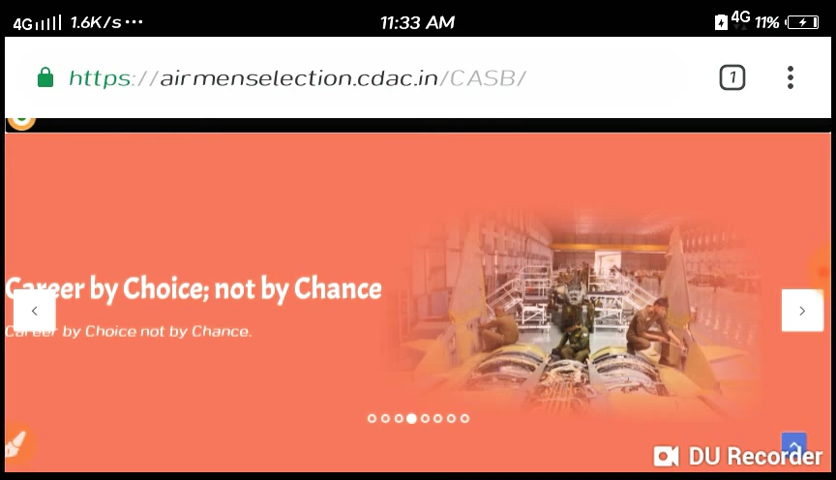 4G 1.6K/s... 11:33 AM 4G 11%
https://airmenselection.cdac.in/CASB/ 1
Career by Choice; not by Chance
Career by Choice not by Chance.
DU Recorder